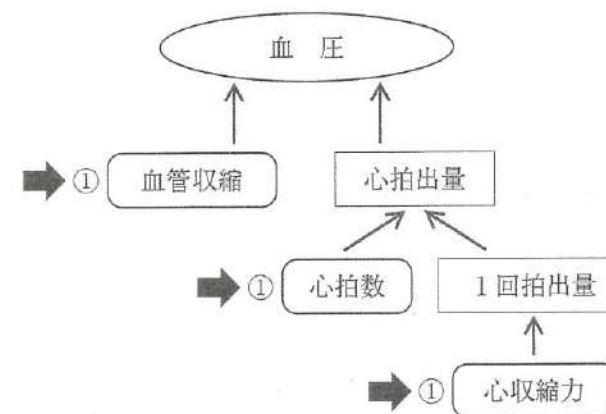 血 圧
① 血管収縮
心拍出量
① 心拍数
1回拍出量
① 心収縮力